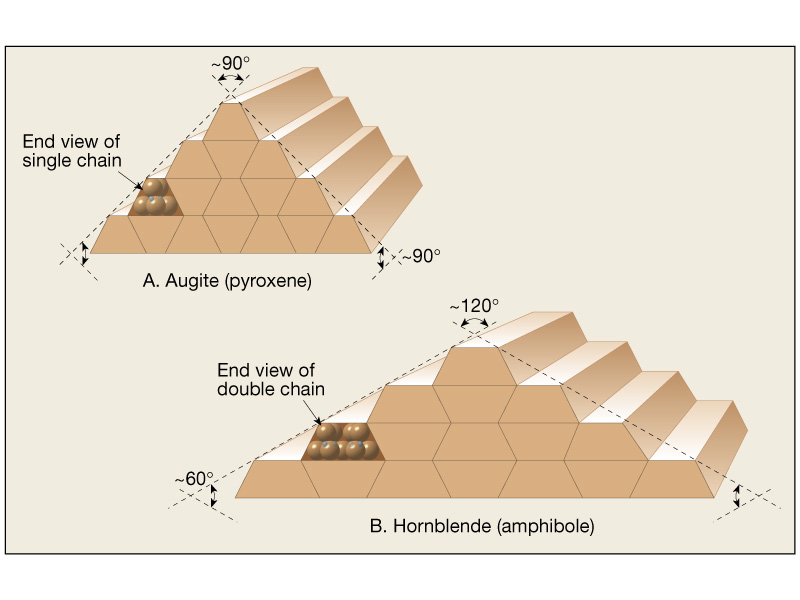 ~90°
End view of
single chain
~90°
A. Augite (pyroxene)
~120°
End view of
double chain
~60°
B. Hornblende (amphibole)